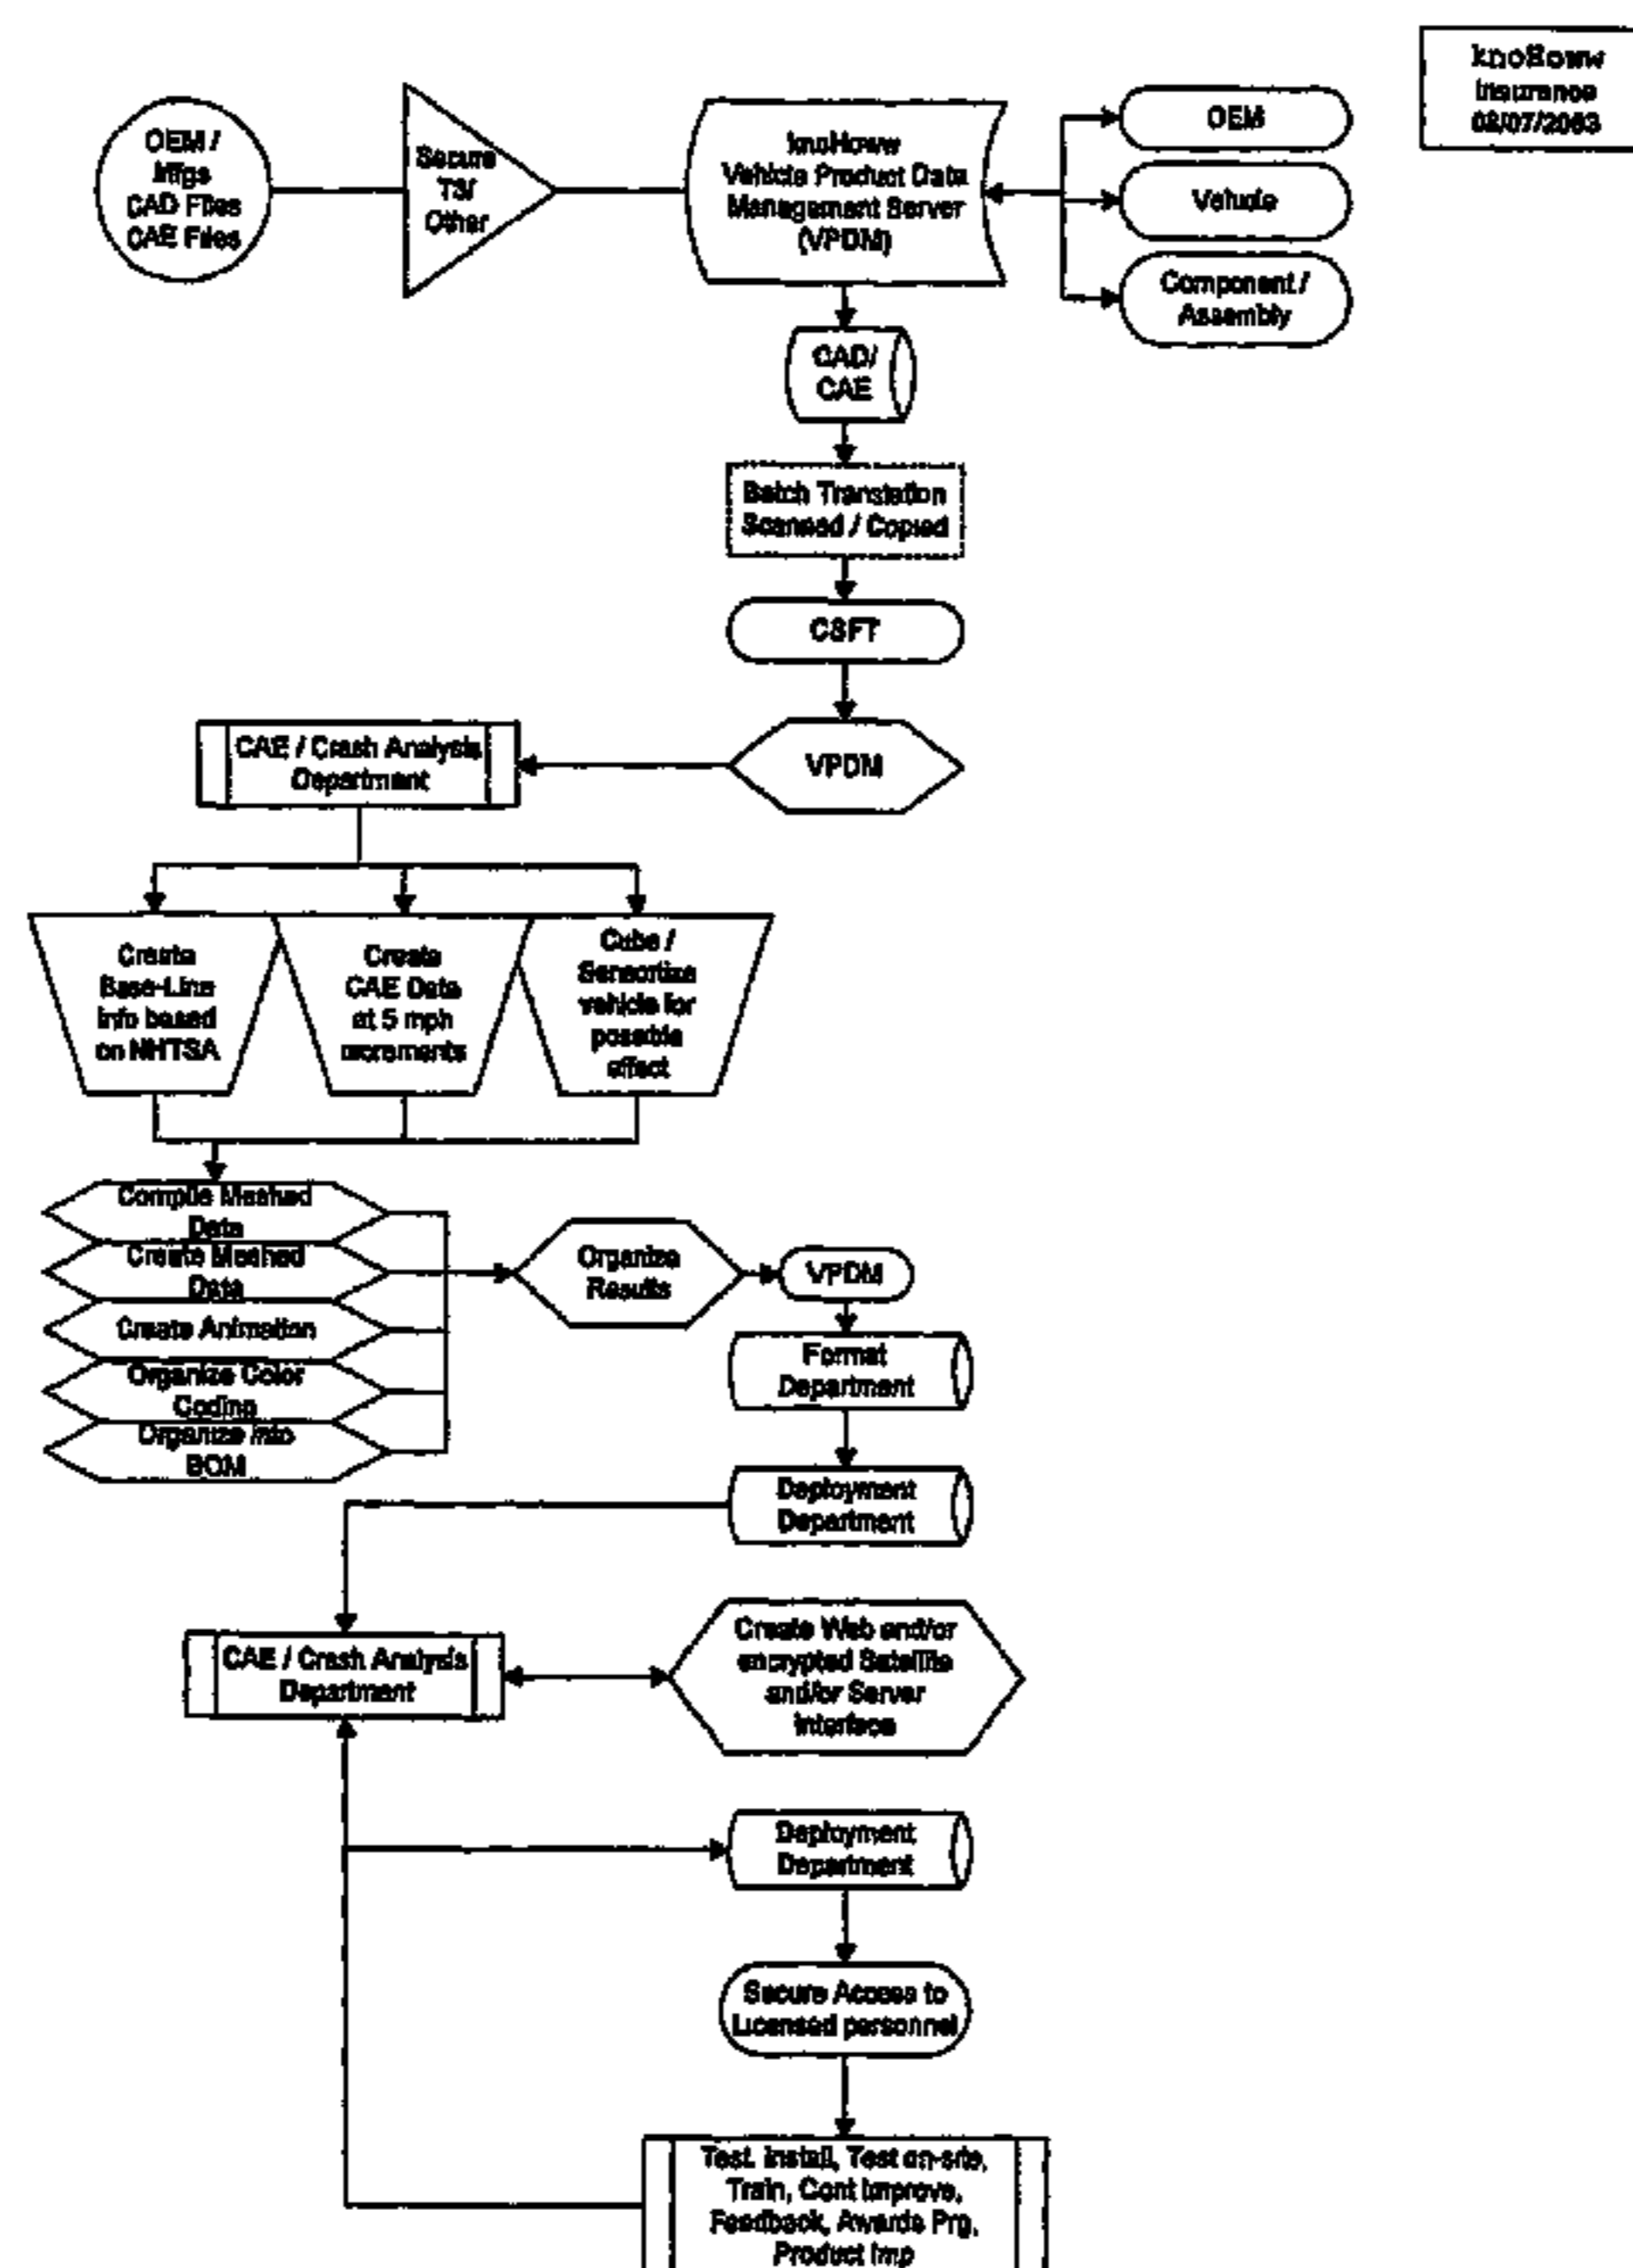 knoHoww
Insurance
OEM /
Mfgs
CAD Files
CAE Files
Secure
T3/
Other
knoHoww
Vehicle Product Data
Management Server
(VPDM)
OEM
Vehicle
Component /
Assembly
CAD/
CAE
Batch Translation
Scanned / Copied
CSFT
VPDM
CAE / Crash Analysis
Department
Create
Base-Line
info based
on NHTSA
Create
CAE Data
at 5 mph
increments
Cube /
Sensortize
vehicle for
possible
effect
Compile Meshed
Data
Create Meshed
Data
Create Animation
Organize Color
Coding
Organize into
BOM
Organize
Results
VPDM
Format
Department
Deployment
Department
CAE / Crash Analysis
Department
Create Web and/or
encrypted Satellite
and/or Server
interface
Deployment
Department
Secure Access to
Licensed personnel
Test, Install, Test on-site,
Train, Cont Improve,
Feedback, Awards Prg,
Product Imp